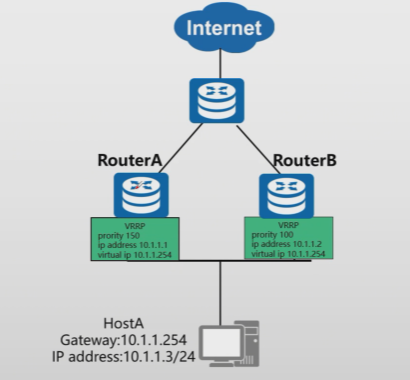 Internet
RouterA
RouterB
VRRP
prority 150
ip address 10.1.1.1
virtual ip 10.1.1.254
VRRP
prority 100
ip address 10.1.1.2
virtual ip 10.1.1.254
HostA
Gateway:10.1.1.254
IP address:10.1.1.3/24